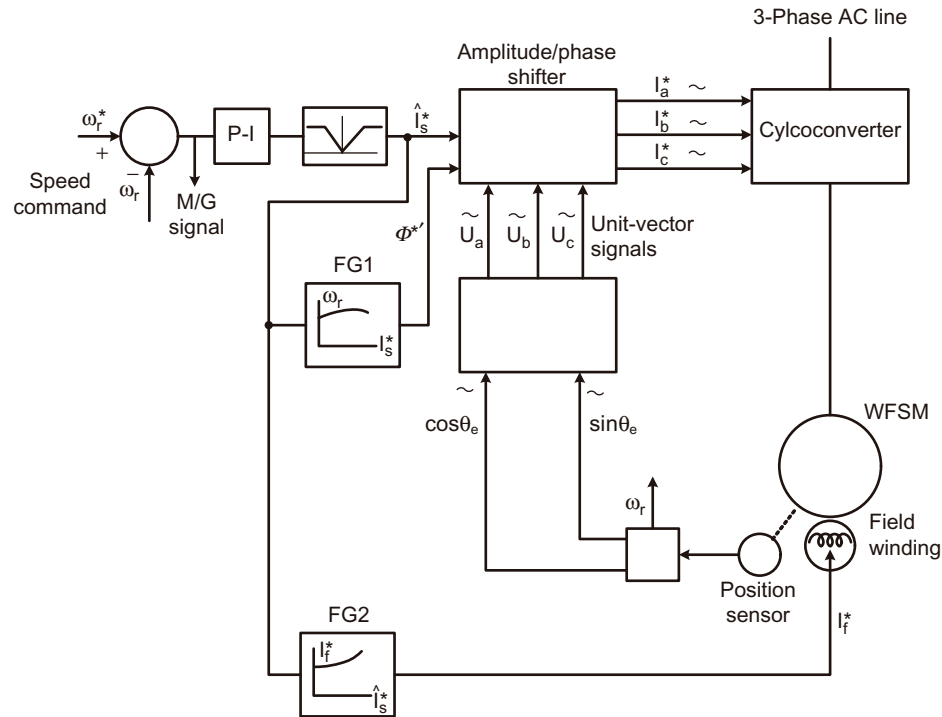 3-Phase AC line
Amplitude/phase
shifter
I*a ~
I*b ~
I*c ~
Cylcoconverter
ω*r
+
−
ωr
Speed
command
P-I
M/G
signal
Î*s
Φ*′
~ Ua
~ Ub
~ Uc
Unit-vector
signals
FG1
ωr
I*s
~
cosθe
~
sinθe
WFSM
ωr
Field
winding
Position
sensor
I*f
FG2
I*f
Î*s